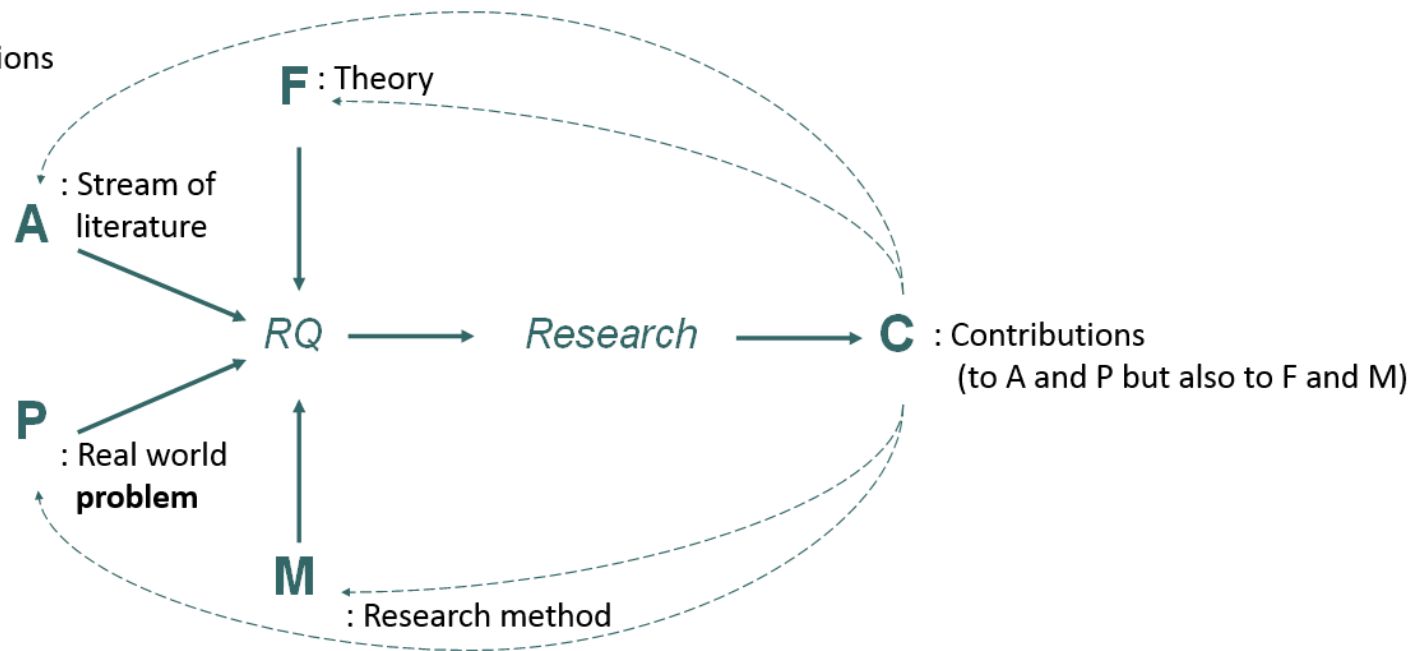 ions
F : Theory
A : Stream of
literature
RQ
Research
C : Contributions
(to A and P but also to F and M)
P : Real world
problem
M : Research method